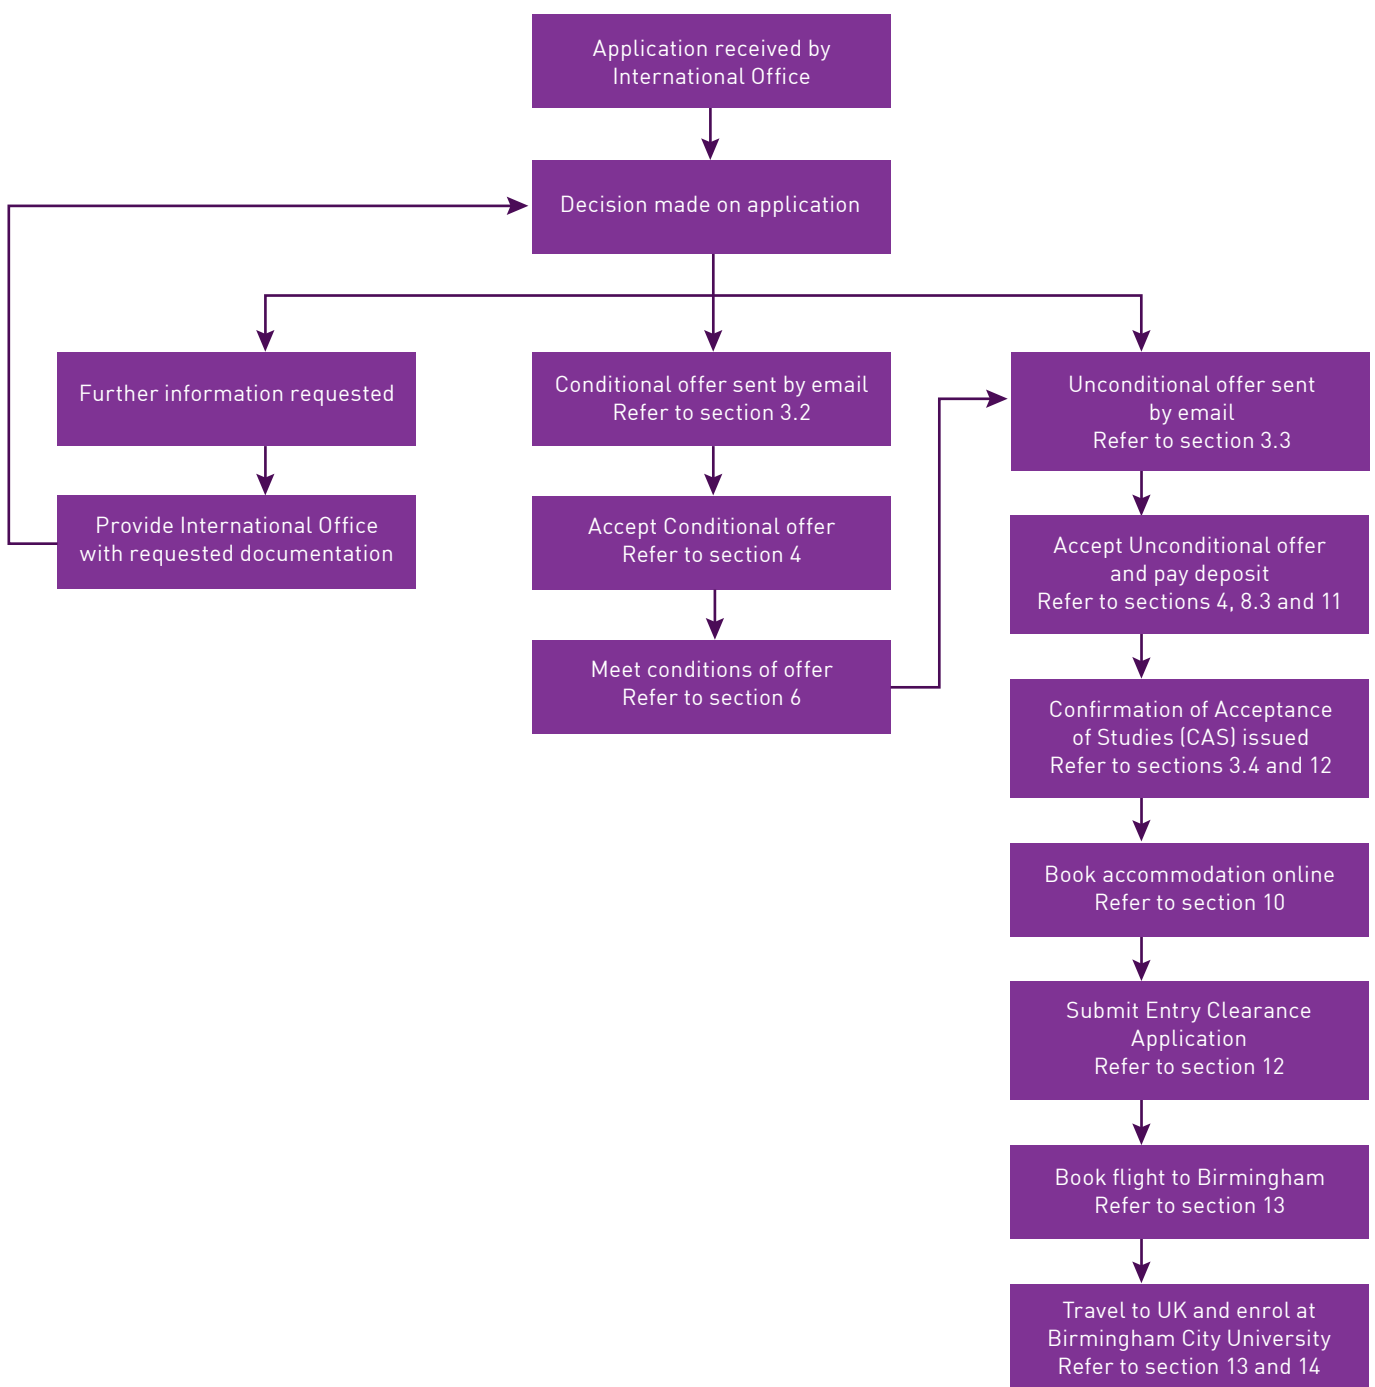 Application received by
International Office
Decision made on application
Further information requested
Provide International Office
with requested documentation
Conditional offer sent by email
Refer to section 3.2
Accept Conditional offer
Refer to section 4
Meet conditions of offer
Refer to section 6
Unconditional offer sent
by email
Refer to section 3.3
Accept Unconditional offer
and pay deposit
Refer to sections 4, 8.3 and 11
Confirmation of Acceptance
of Studies (CAS) issued
Refer to sections 3.4 and 12
Book accommodation online
Refer to section 10
Submit Entry Clearance
Application
Refer to section 12
Book flight to Birmingham
Refer to section 13
Travel to UK and enrol at
Birmingham City University
Refer to section 13 and 14